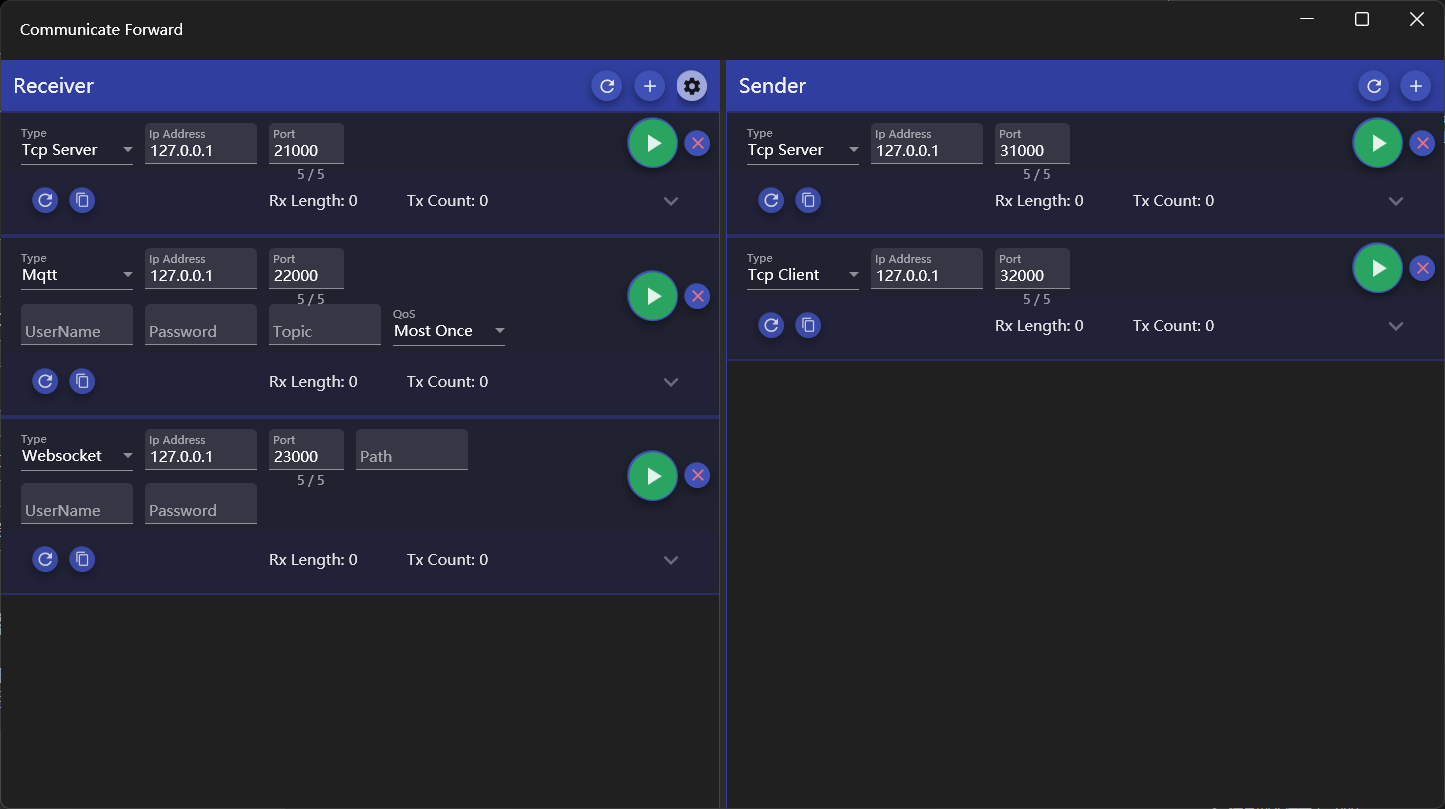 Communicate Forward
Receiver
Type
Tcp Server
Ip Address
127.0.0.1
Port
21000
5 / 5
Rx Length: 0
Tx Count: 0
Type
Mqtt
Ip Address
127.0.0.1
Port
22000
5 / 5
UserName
Password
Topic
QoS
Most Once
Rx Length: 0
Tx Count: 0
Type
Websocket
Ip Address
127.0.0.1
Port
23000
5 / 5
Path
UserName
Password
Rx Length: 0
Tx Count: 0
Sender
Type
Tcp Server
Ip Address
127.0.0.1
Port
31000
5 / 5
Rx Length: 0
Tx Count: 0
Type
Tcp Client
Ip Address
127.0.0.1
Port
32000
5 / 5
Rx Length: 0
Tx Count: 0